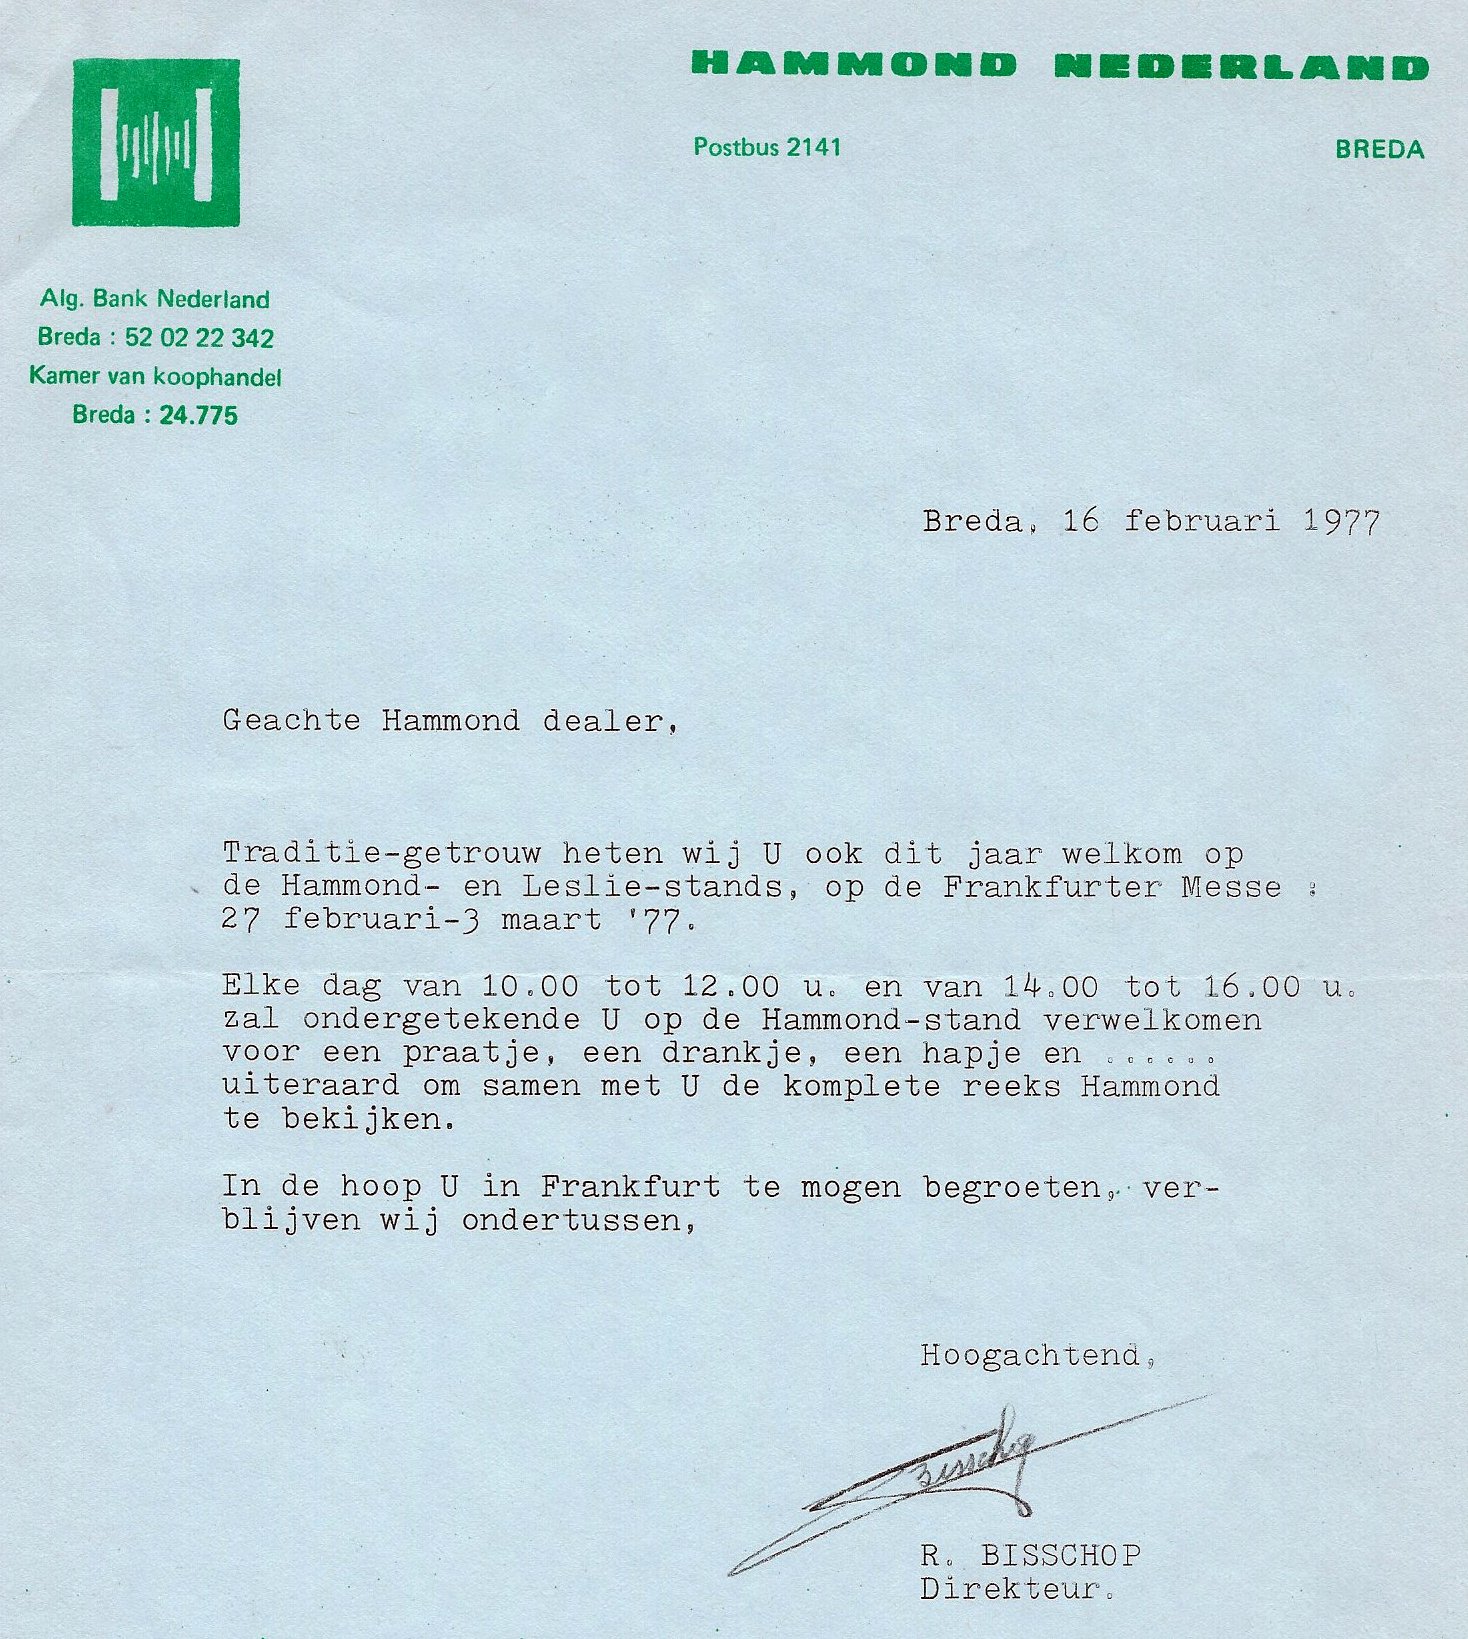 HAMMOND NEDERLAND
Postbus 2141 BREDA
Alg. Bank Nederland
Breda : 52 02 22 342
Kamer van koophandel
Breda : 24.775
Breda, 16 februari 1977
Geachte Hammond dealer,
Traditie-getrouw heten wij U ook dit jaar welkom op
de Hammond- en Leslie-stands, op de Frankfurter Messe :
27 februari-3 maart '77.
Elke dag van 10.00 tot 12.00 u. en van 14.00 tot 16.00 u.
zal ondergetekende U op de Hammond-stand verwelkomen
voor een praatje, een drankje, een hapje en ......
uiteraard om samen met U de komplete reeks Hammond
te bekijken.
In de hoop U in Frankfurt te mogen begroeten, ver-
blijven wij ondertussen,
Hoogachtend,
Bisschop
R. BISSCHOP
Direkteur.